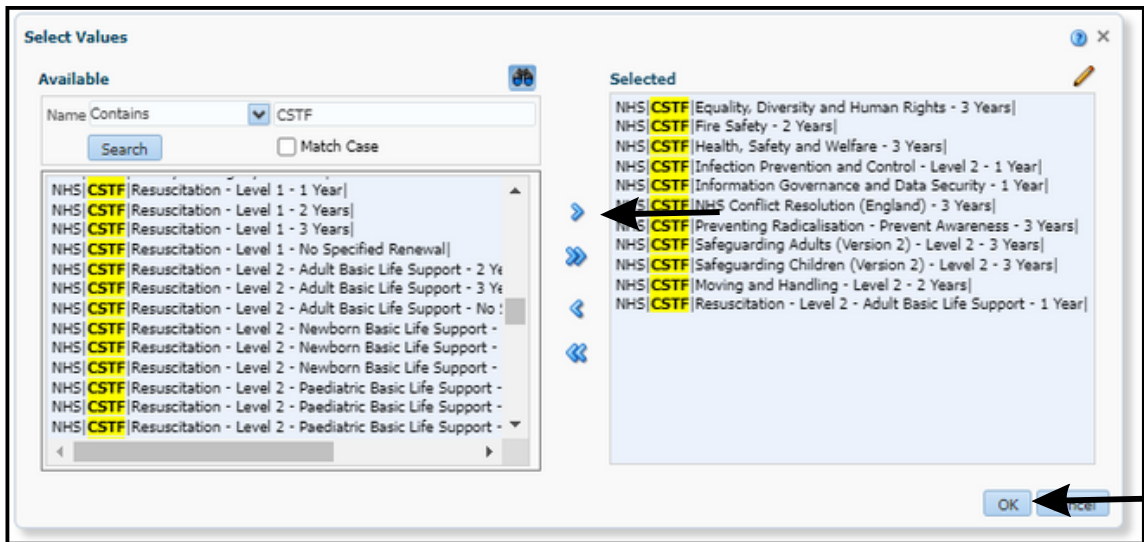 Select Values
Available
Name Contains CSTF
Search Match Case
NHS|CSTF|Resuscitation - Level 1 - 1 Year|
NHS|CSTF|Resuscitation - Level 1 - 2 Years|
NHS|CSTF|Resuscitation - Level 1 - 3 Years|
NHS|CSTF|Resuscitation - Level 1 - No Specified Renewal|
NHS|CSTF|Resuscitation - Level 2 - Adult Basic Life Support - 2 Ye
NHS|CSTF|Resuscitation - Level 2 - Adult Basic Life Support - 3 Ye
NHS|CSTF|Resuscitation - Level 2 - Adult Basic Life Support - No
NHS|CSTF|Resuscitation - Level 2 - Newborn Basic Life Support -
NHS|CSTF|Resuscitation - Level 2 - Newborn Basic Life Support -
NHS|CSTF|Resuscitation - Level 2 - Newborn Basic Life Support -
NHS|CSTF|Resuscitation - Level 2 - Paediatric Basic Life Support -
NHS|CSTF|Resuscitation - Level 2 - Paediatric Basic Life Support -
NHS|CSTF|Resuscitation - Level 2 - Paediatric Basic Life Support -
Selected
NHS|CSTF|Equality, Diversity and Human Rights - 3 Years|
NHS|CSTF|Fire Safety - 2 Years|
NHS|CSTF|Health, Safety and Welfare - 3 Years|
NHS|CSTF|Infection Prevention and Control - Level 2 - 1 Year|
NHS|CSTF|Information Governance and Data Security - 1 Year|
NHS|CSTF|NHS Conflict Resolution (England) - 3 Years|
NHS|CSTF|Preventing Radicalisation - Prevent Awareness - 3 Years|
NHS|CSTF|Safeguarding Adults (Version 2) - Level 2 - 3 Years|
NHS|CSTF|Safeguarding Children (Version 2) - Level 2 - 3 Years|
NHS|CSTF|Moving and Handling - Level 2 - 2 Years|
NHS|CSTF|Resuscitation - Level 2 - Adult Basic Life Support - 1 Year|
OK